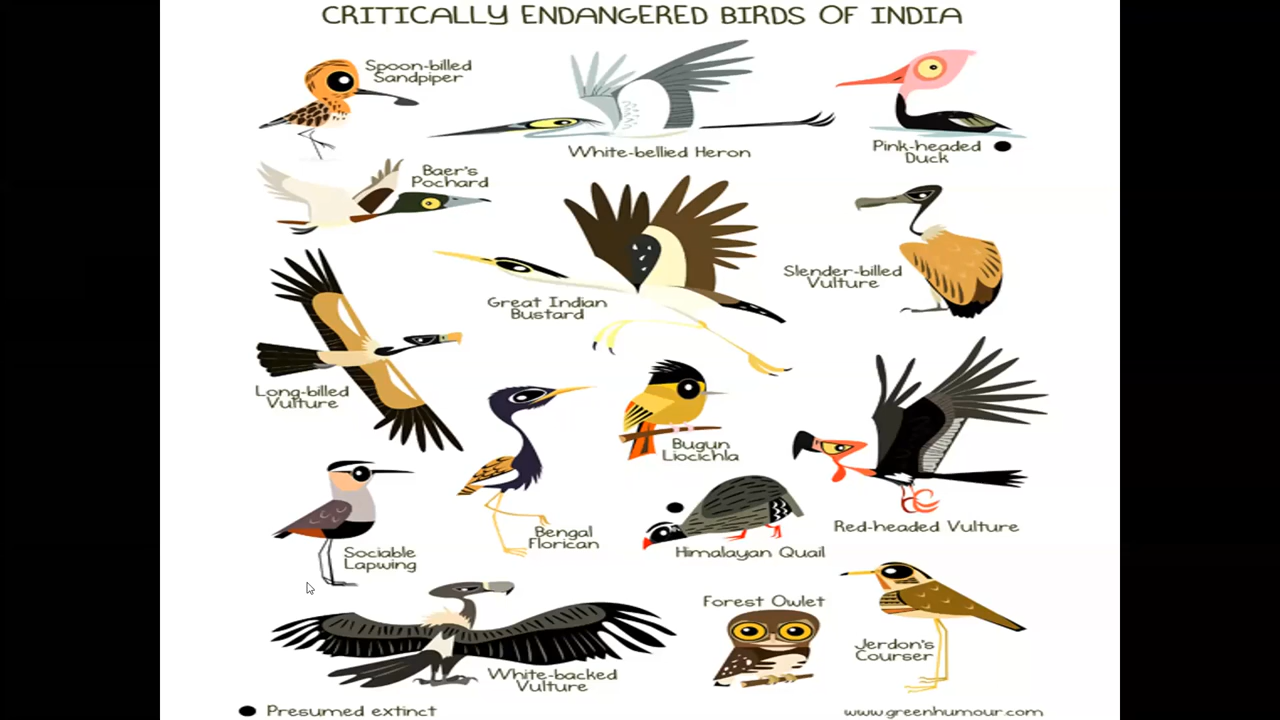 CRITICALLY ENDANGERED BIRDS OF INDIA
Spoon-billed
Sandpiper
White-bellied Heron
Pink-headed
Duck
Baer's
Pochard
Slender-billed
Vulture
Great Indian
Bustard
Long-billed
Vulture
Bugun
Liocichla
Red-headed Vulture
Bengal
Florican
Himalayan Quail
Sociable
Lapwing
Forest Owlet
Jerdon's
Courser
White-backed
Vulture
Presumed extinct
www.greenhumour.com